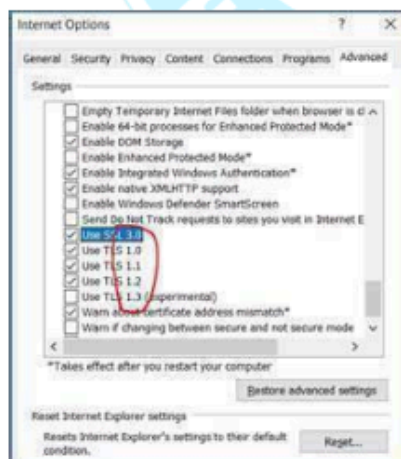 Internet Options
?
General Security Privacy Content Connections Programs Advanced
Settings
Empty Temporary Internet Files folder when browser is cl
Enable 64-bit processes for Enhanced Protected Mode*
Enable DOM Storage
Enable Enhanced Protected Mode*
Enable Integrated Windows Authentication*
Enable native XMLHTTP support
Enable Windows Defender SmartScreen
Send Do Not Track requests to sites you visit in Internet E
Use SSL 3.0
Use TLS 1.0
Use TLS 1.1
Use TLS 1.2
Use TLS 1.3 (experimental)
Warn about certificate address mismatch*
Warn if changing between secure and not secure mode
*Takes effect after you restart your computer
Restore advanced settings
Reset Internet Explorer settings
Resets Internet Explorer's settings to their default
condition.
Reset...